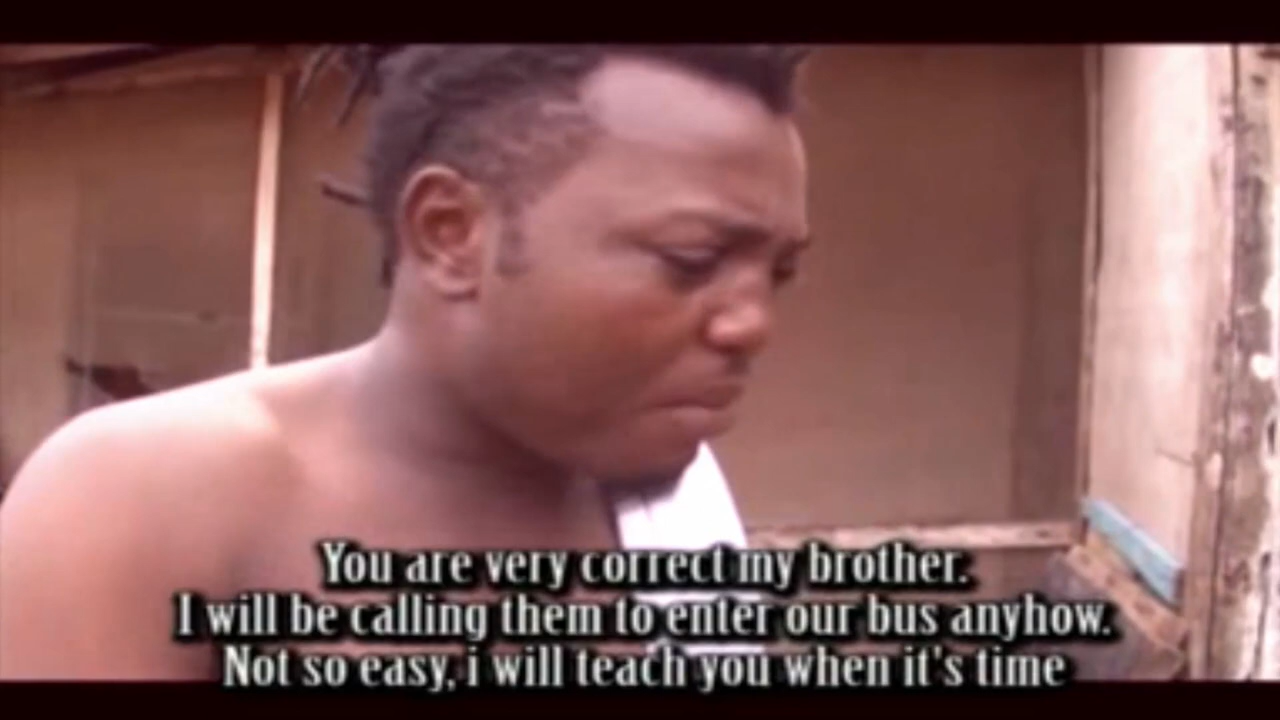 You are very correct my brother.
I will be calling them to enter our bus anyhow.
Not so easy, i will teach you when it's time